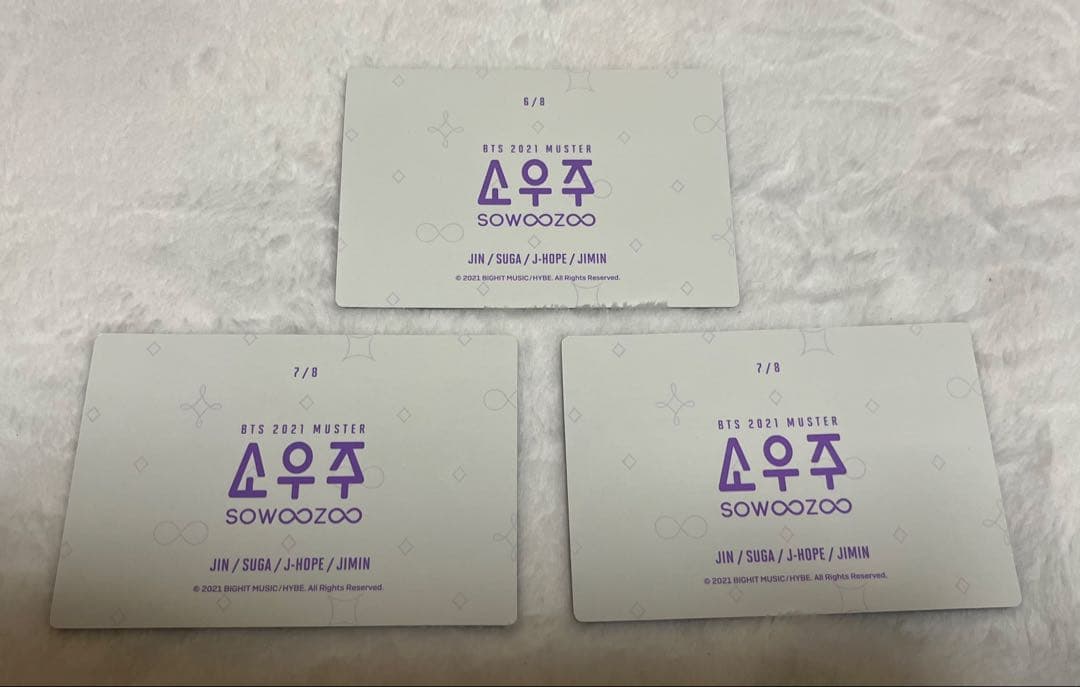 6/8
BTS 2021 MUSTER
소우주
SOWOOZOO
JIN / SUGA / J-HOPE / JIMIN
© 2021 BIGHIT MUSIC/HYBE. All Rights Reserved.
7/8
BTS 2021 MUSTER
소우주
SOWOOZOO
JIN / SUGA / J-HOPE / JIMIN
© 2021 BIGHIT MUSIC/HYBE. All Rights Reserved.
7/8
BTS 2021 MUSTER
소우주
SOWOOZOO
JIN / SUGA / J-HOPE / JIMIN
© 2021 BIGHIT MUSIC/HYBE. All Rights Reserved.